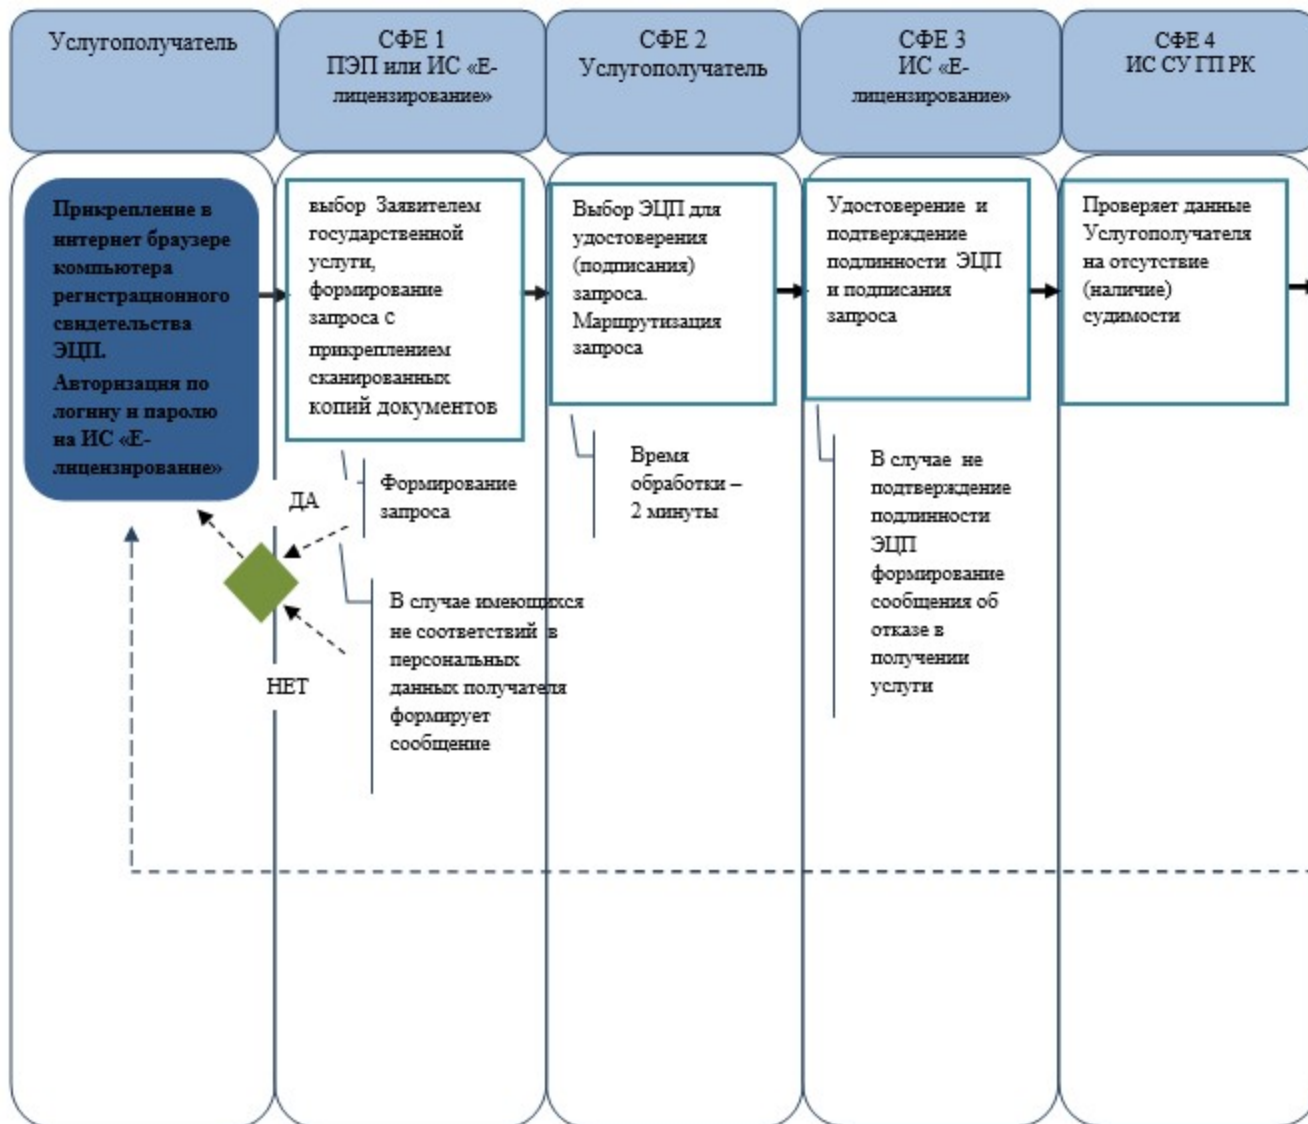 Услугополучатель
СФЕ 1
ПЭП или ИС «Е-
лицензирование»
СФЕ 2
Услугополучатель
СФЕ 3
ИС «Е-
лицензирование»
СФЕ 4
ИС СУ ГП РК
Прикрепление в
интернет браузере
компьютера
регистрационного
свидетельства
ЭЦП.
Авторизация по
логину и паролю
на ИС «Е-
лицензирование»
выбор Заявителем
государственной
услуги,
формирование
запроса с
прикреплением
сканированных
копий документов
Выбор ЭЦП для
удостоверения
(подписания)
запроса.
Маршрутизация
запроса
Удостоверение и
подтверждение
подлинности ЭЦП
и подписания
запроса
Проверяет данные
Услугополучателя
на отсутствие
(наличие)
судимости
ДА
Формирование
запроса
НЕТ
В случае имеющихся
не соответствий в
персональных
данных получателя
формирует
сообщение
Время
обработки –
2 минуты
В случае не
подтверждение
подлинности
ЭЦП
формирование
сообщения об
отказе в
получении
услуги